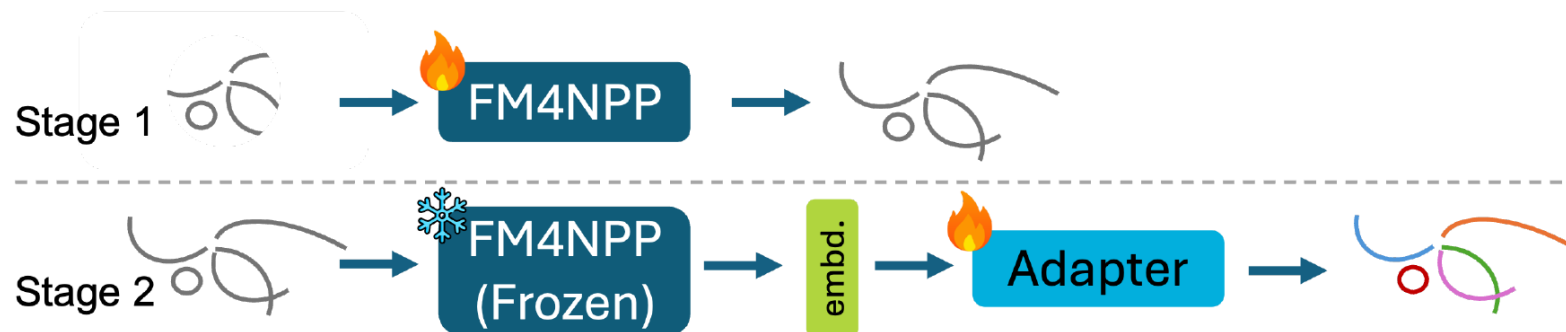 Stage 1
FM4NPP
Stage 2
FM4NPP
(Frozen)
embd.
Adapter